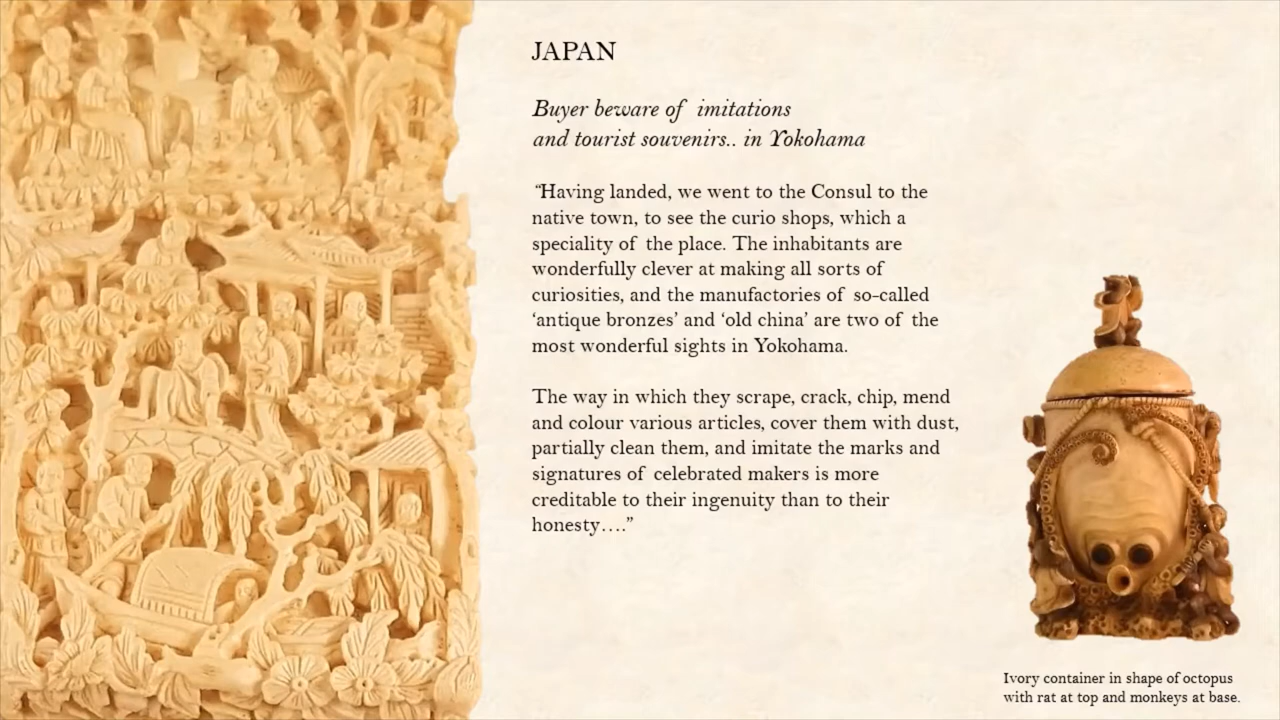 JAPAN
Buyer beware of imitations
and tourist souvenirs.. in Yokohama
“Having landed, we went to the Consul to the
native town, to see the curio shops, which a
speciality of the place. The inhabitants are
wonderfully clever at making all sorts of
curiosities, and the manufactories of so-called
‘antique bronzes’ and ‘old china’ are two of the
most wonderful sights in Yokohama.
The way in which they scrape, crack, chip, mend
and colour various articles, cover them with dust,
partially clean them, and imitate the marks and
signatures of celebrated makers is more
creditable to their ingenuity than to their
honesty….”
Ivory container in shape of octopus
with rat at top and monkeys at base.